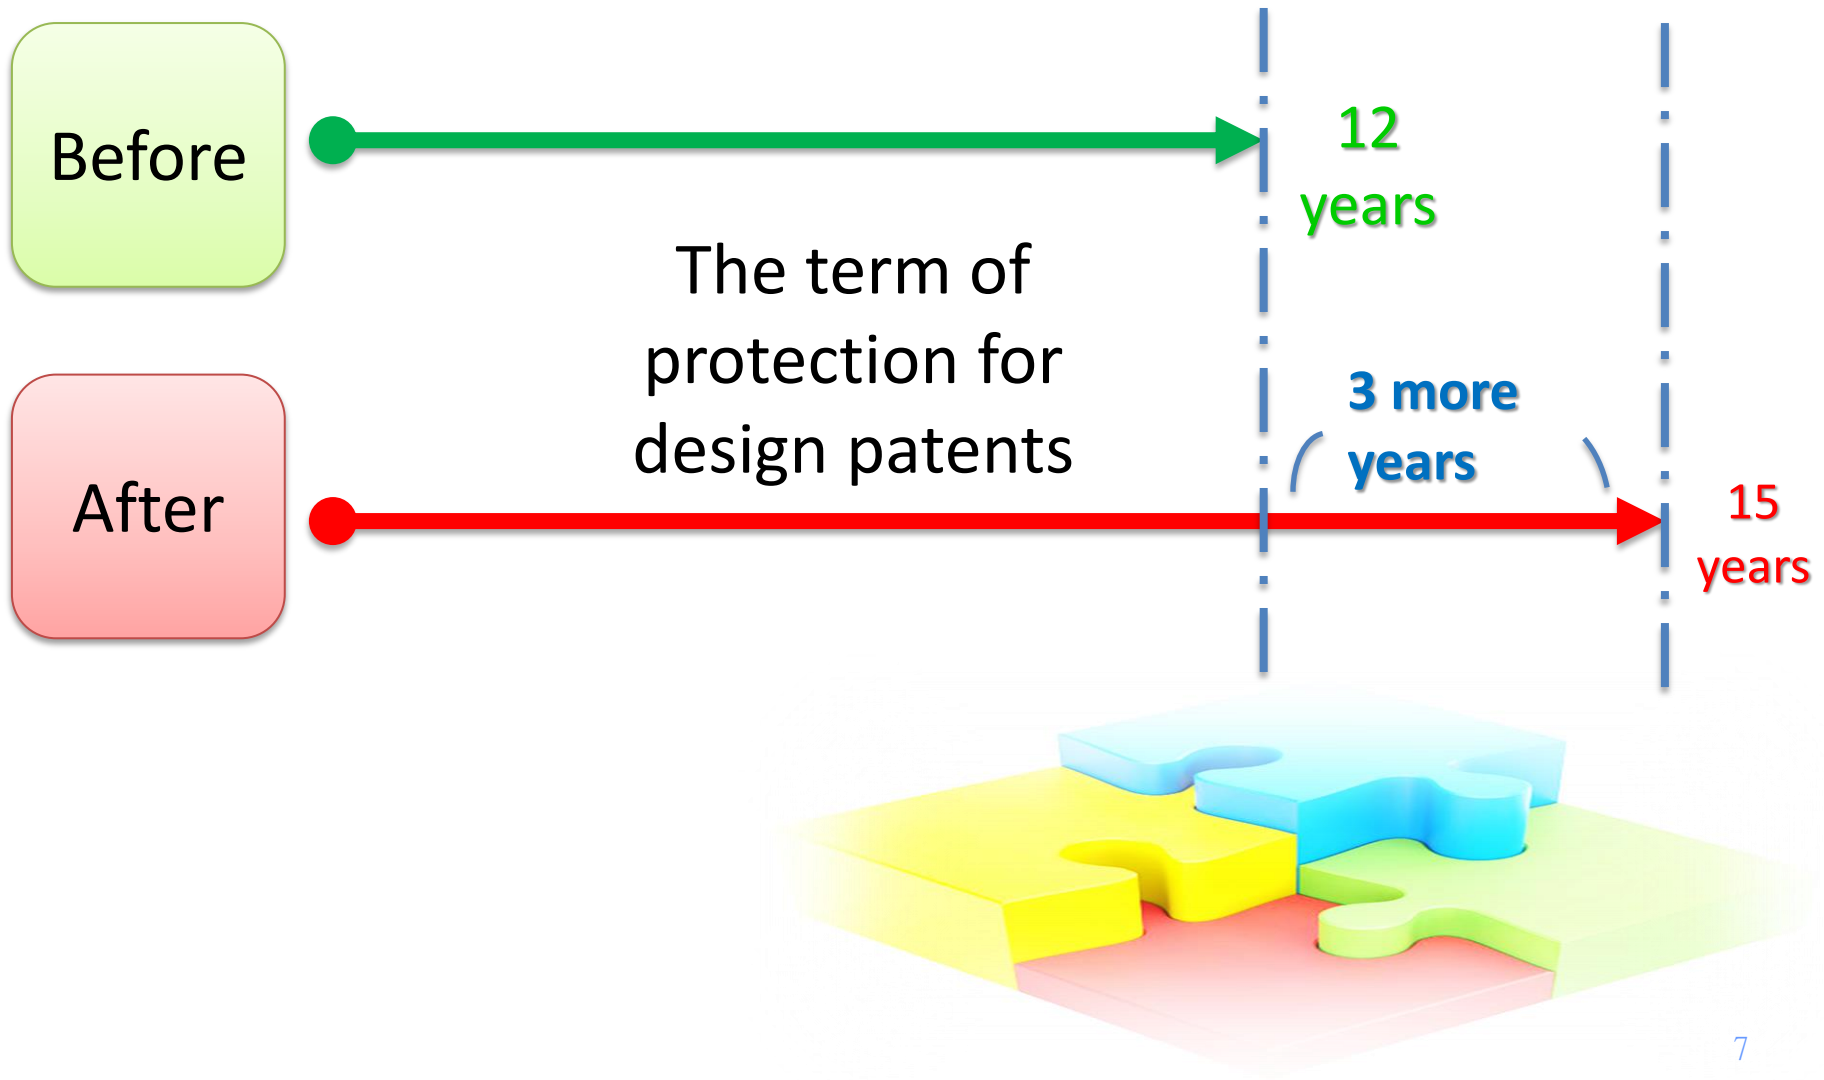 Before
12
years
The term of
protection for
design patents
3 more
years
After
15
years
7